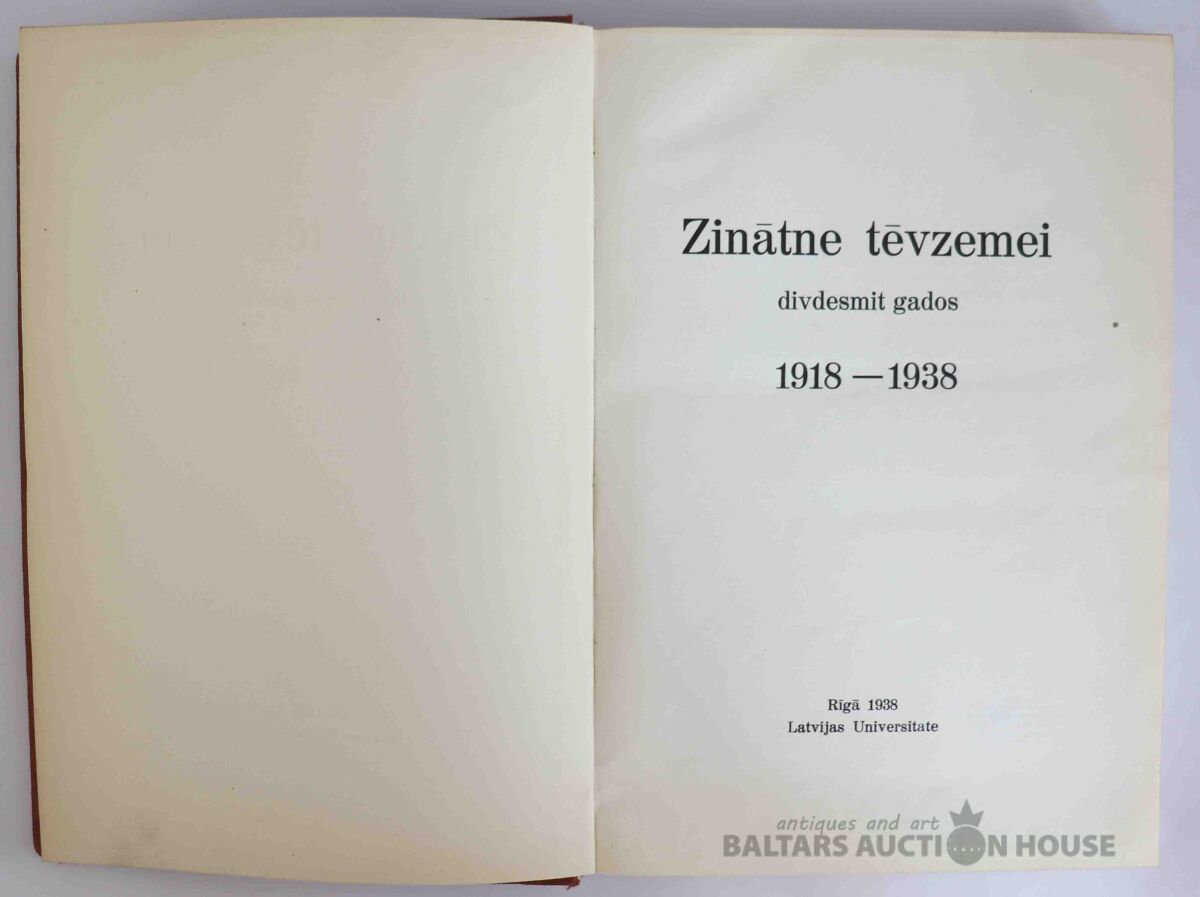 Zinātne tēvzemei
divdesmit gados
1918 — 1938
Rīgā 1938
Latvijas Universitate
antiques and art
BALTARS AUCTION HOUSE